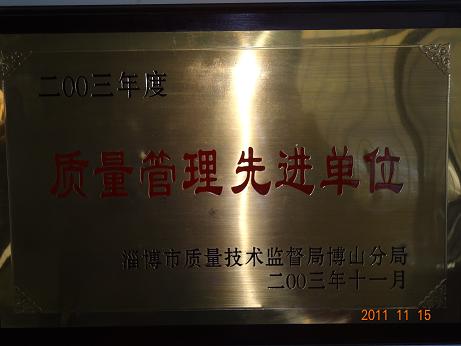 二00三年度
质量管理先进单位
淄博市质量技术监督局博山分局
二00三年十一月
2011 11 15